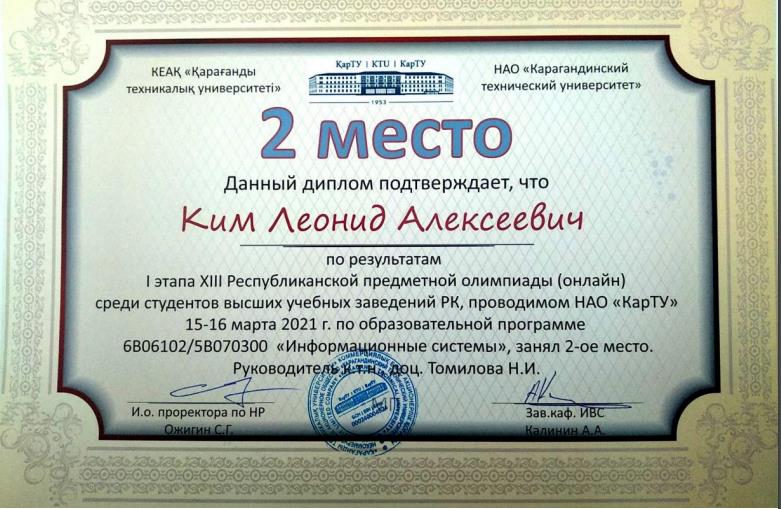 КЕАҚ «Қарағанды
техникалық университеті»
ҚарТУ | KTU | КарТУ
1953
НАО «Карагандинский
технический университет»
2 место
Данный диплом подтверждает, что
Ким Леонид Алексеевич
по результатам
I этапа XIII Республиканской предметной олимпиады (онлайн)
среди студентов высших учебных заведений РК, проводимом НАО «КарТУ»
15-16 марта 2021 г. по образовательной программе
6В06102/5В070300 «Информационные системы», занял 2-ое место.
Руководитель к.т.н., доц. Томилова Н.И.
И.о. проректора по НР
Ожигин С.Г.
Зав.каф. ИВС
Калинин А.А.